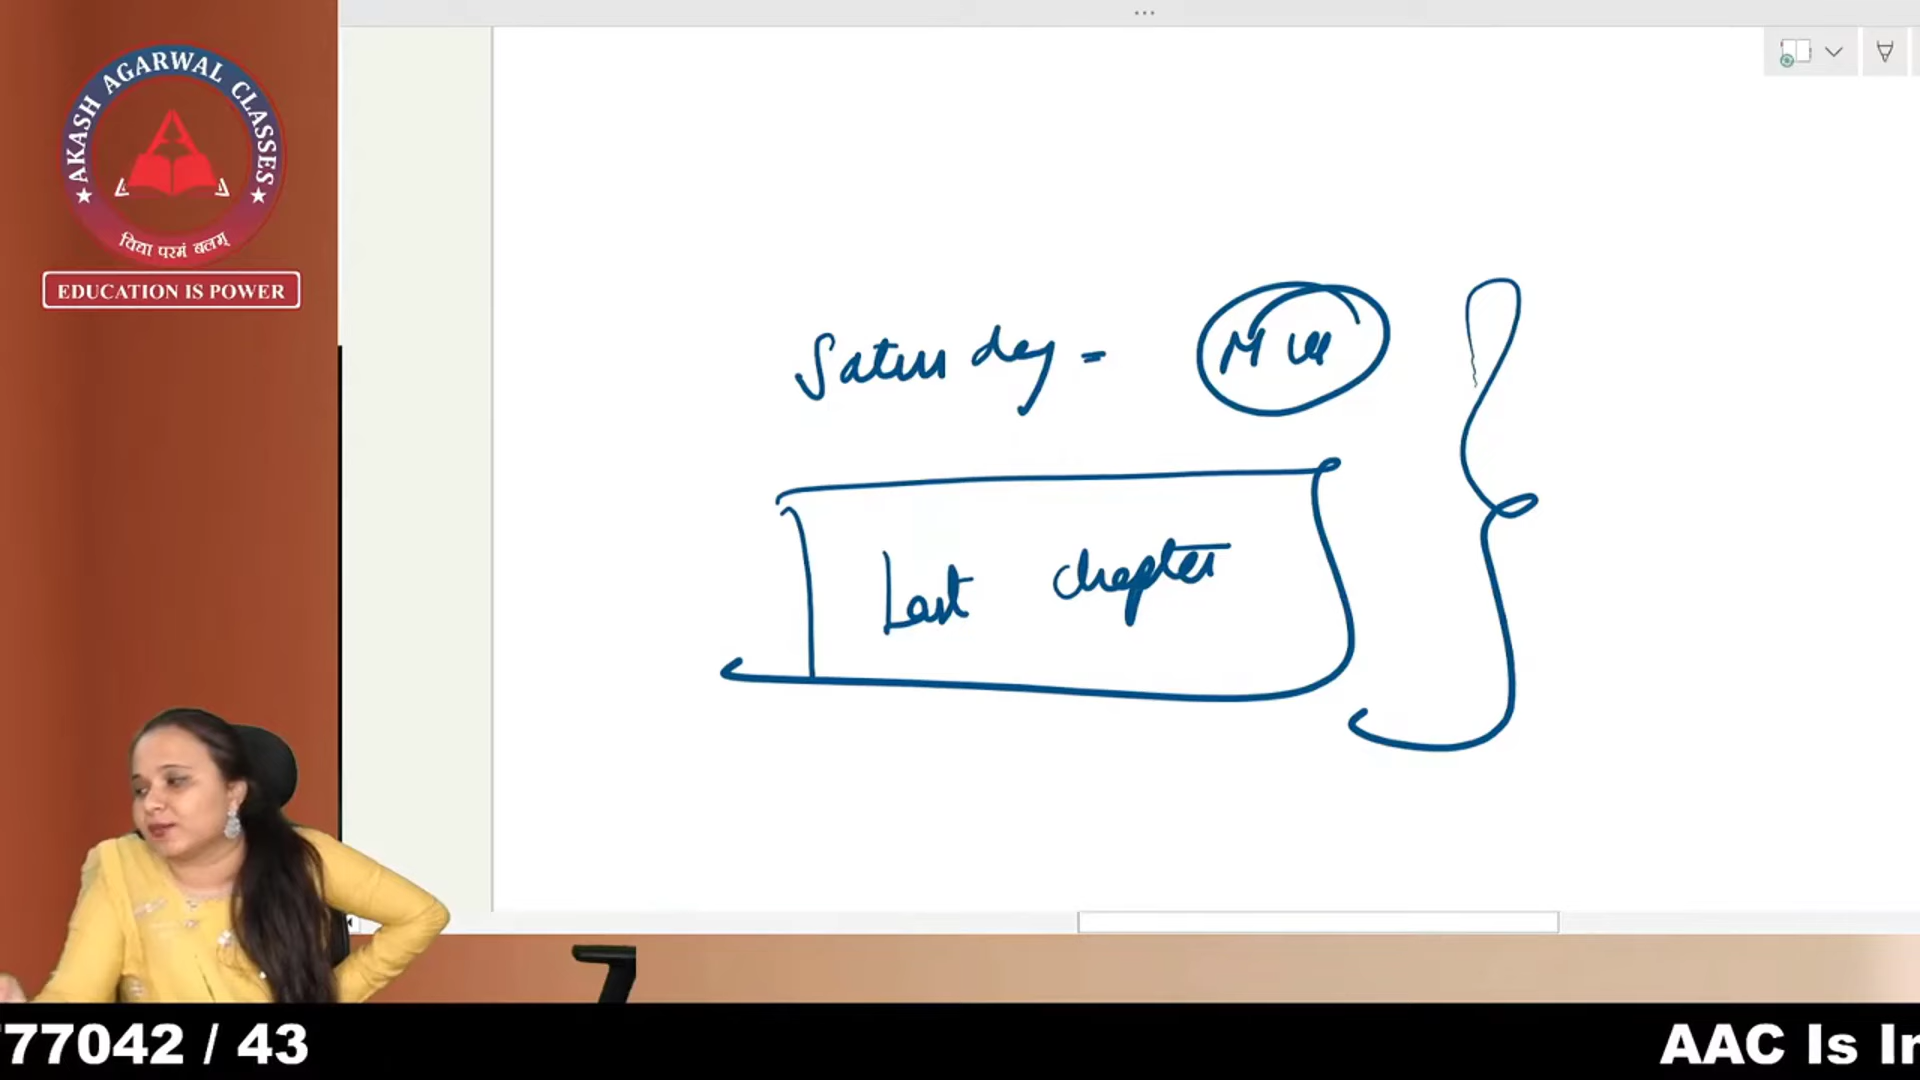 AKASH AGARWAL CLASSES
विद्या परमं बलम्
EDUCATION IS POWER
Saturday =
Last chapter
77042 / 43
AAC Is In